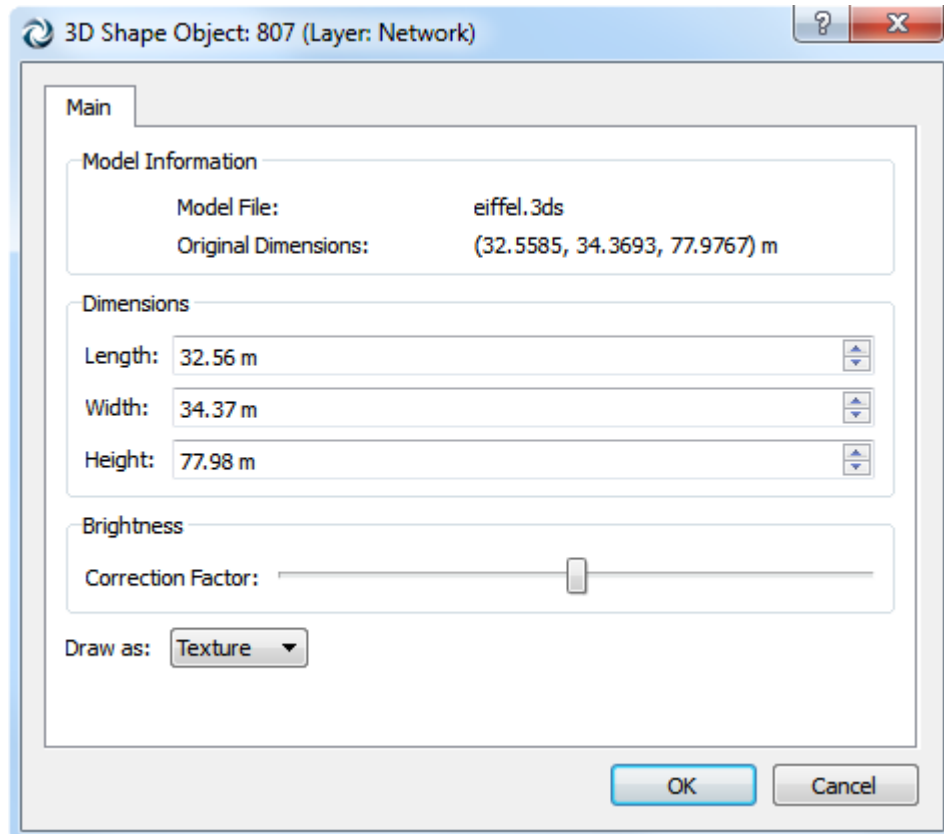 3D Shape Object: 807 (Layer: Network)
?
Main
Model Information
Model File: eiffel.3ds
Original Dimensions: (32.5585, 34.3693, 77.9767) m
Dimensions
Length: 32.56 m
Width: 34.37 m
Height: 77.98 m
Brightness
Correction Factor:
Draw as: Texture
OK Cancel